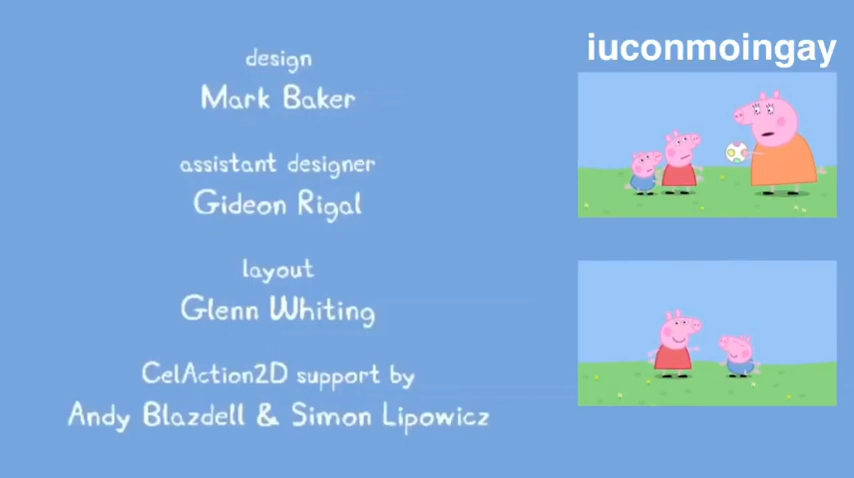 iuconmoingay
design
Mark Baker
assistant designer
Gideon Rigal
layout
Glenn Whiting
CelAction2D support by
Andy Blazdell & Simon Lipowicz